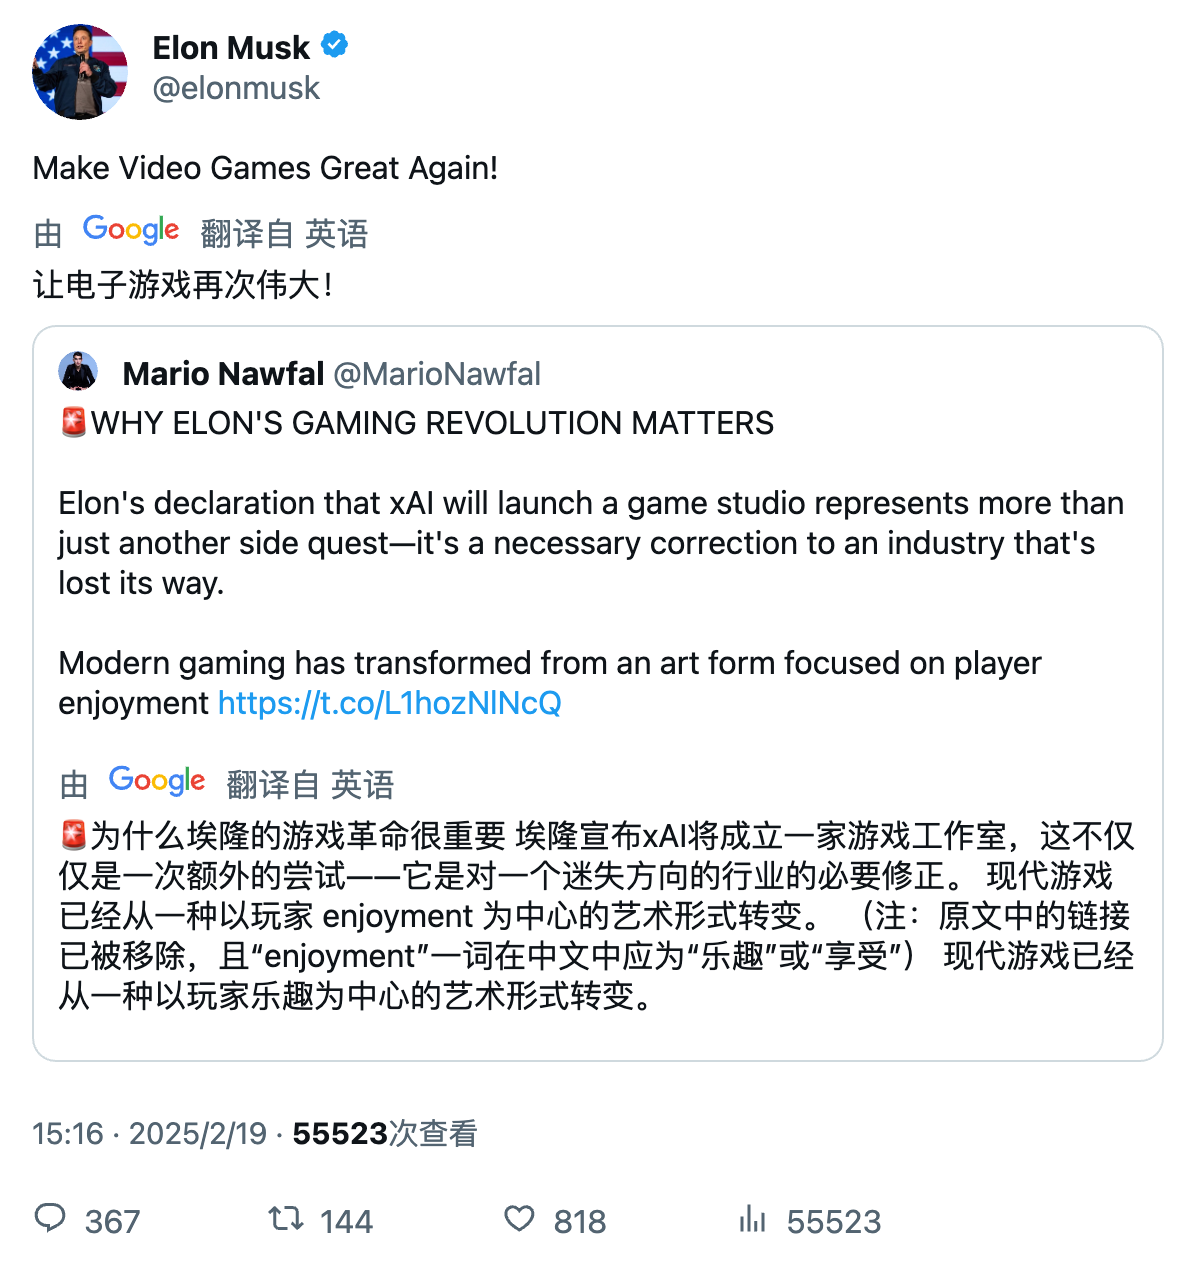 Elon Musk
@elonmusk
Make Video Games Great Again!
由 Google 翻译自 英语
让电子游戏再次伟大！
Mario Nawfal @MarioNawfal
🚨WHY ELON'S GAMING REVOLUTION MATTERS
Elon's declaration that xAI will launch a game studio represents more than
just another side quest—it's a necessary correction to an industry that's
lost its way.
Modern gaming has transformed from an art form focused on player
enjoyment https://t.co/L1hozNlNcQ
由 Google 翻译自 英语
🚨为什么埃隆的游戏革命很重要 埃隆宣布xAI将成立一家游戏工作室，这不仅
仅是一次额外的尝试——它是对一个迷失方向的行业的必要修正。 现代游戏
已经从一种以玩家 enjoyment 为中心的艺术形式转变。 （注：原文中的链接
已被移除，且“enjoyment”一词在中文中应为“乐趣”或“享受”） 现代游戏已经
从一种以玩家乐趣为中心的艺术形式转变。
15:16 · 2025/2/19 · 55523次查看
367 144 818 55523